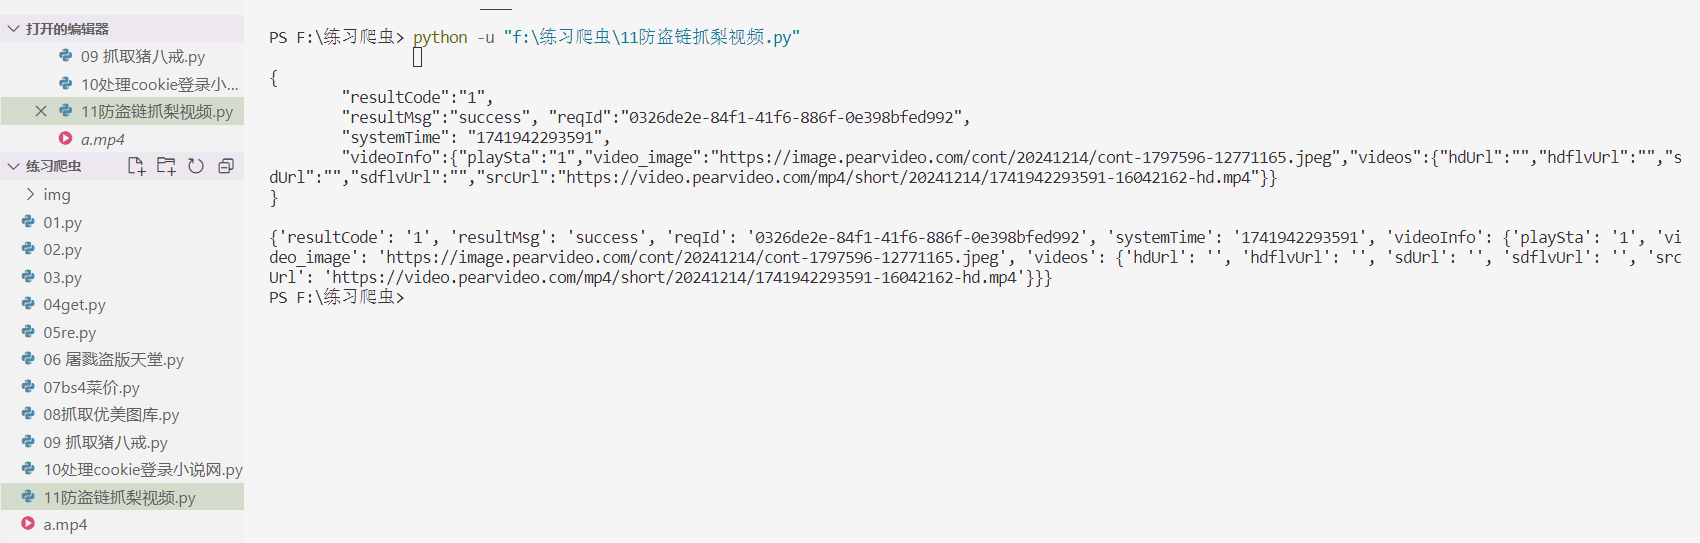 打开的编辑器
09 抓取猪八戒.py
10处理cookie登录小...
11防盗链抓梨视频.py
a.mp4
练习爬虫
img
01.py
02.py
03.py
04get.py
05re.py
06 屠戮盗版天堂.py
07bs4菜价.py
08抓取优美图库.py
09 抓取猪八戒.py
10处理cookie登录小说网.py
11防盗链抓梨视频.py
a.mp4
PS F:\练习爬虫> python -u "f:\练习爬虫\11防盗链抓梨视频.py"
{
"resultCode":"1",
"resultMsg":"success", "reqId":"0326de2e-84f1-41f6-886f-0e398bfed992",
"systemTime": "1741942293591",
"videoInfo":{"playSta":"1","video_image":"https://image.pearvideo.com/cont/20241214/cont-1797596-12771165.jpeg","videos":{"hdUrl":"","hdflvUrl":"","s
dUrl":"","sdflvUrl":"","srcUrl":"https://video.pearvideo.com/mp4/short/20241214/1741942293591-16042162-hd.mp4"}}
}
{'resultCode': '1', 'resultMsg': 'success', 'reqId': '0326de2e-84f1-41f6-886f-0e398bfed992', 'systemTime': '1741942293591', 'videoInfo': {'playSta': '1', 'vi
deo_image': 'https://image.pearvideo.com/cont/20241214/cont-1797596-12771165.jpeg', 'videos': {'hdUrl': '', 'hdflvUrl': '', 'sdUrl': '', 'sdflvUrl': '', 'src
Url': 'https://video.pearvideo.com/mp4/short/20241214/1741942293591-16042162-hd.mp4'}}}
PS F:\练习爬虫>